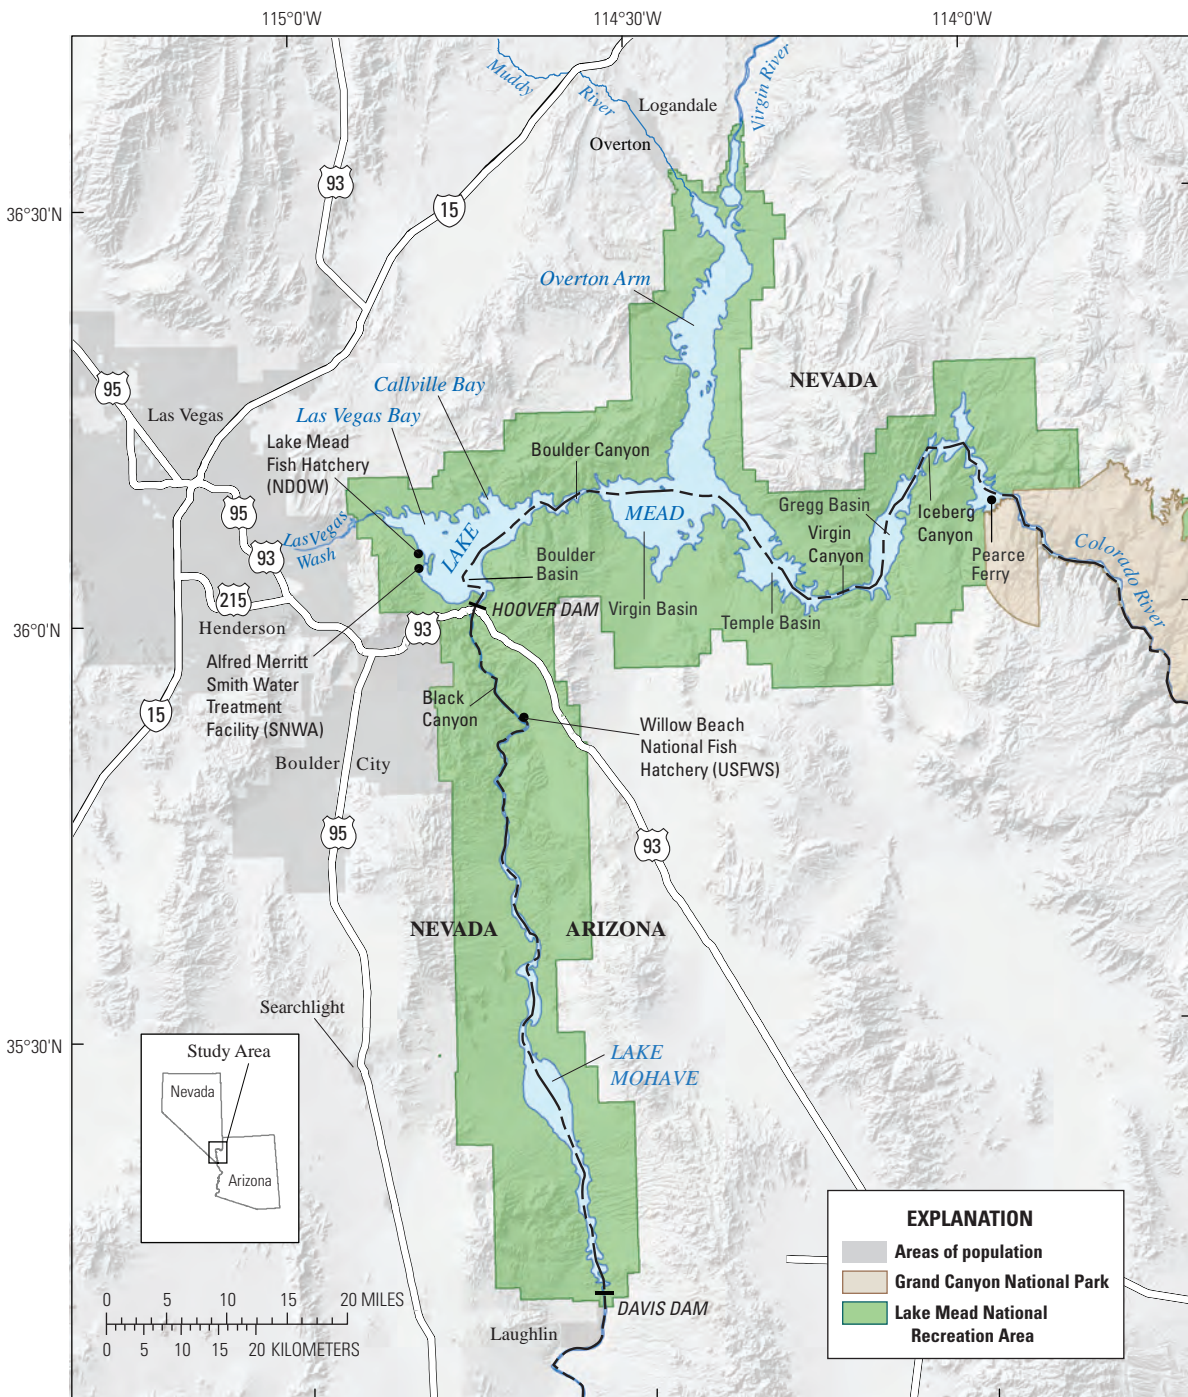 115°0'W
114°30'W
114°0'W
Muddy
River
Virgin River
Logandale
Overton
93
15
36°30'N
Overton Arm
NEVADA
Callville Bay
95
Las Vegas
Las Vegas Bay
Lake Mead
Fish Hatchery
(NDOW)
Boulder Canyon
Gregg Basin
Iceberg
Canyon
Virgin
Canyon
MEAD
LAKE
95
Las Vegas
Wash
93
Boulder
Basin
Pearce
Ferry
Colorado River
215
HOOVER DAM
Virgin Basin
Temple Basin
Henderson
93
36°0'N
Alfred Merritt
Smith Water
Treatment
Facility (SNWA)
Black
Canyon
15
Willow Beach
National Fish
Hatchery (USFWS)
Boulder City
95
93
NEVADA
ARIZONA
Searchlight
35°30'N
LAKE
MOHAVE
Study Area
Nevada
Arizona
EXPLANATION
Areas of population
Grand Canyon National Park
Lake Mead National
Recreation Area
0 5 10 15 20 MILES
0 5 10 15 20 KILOMETERS
DAVIS DAM
Laughlin